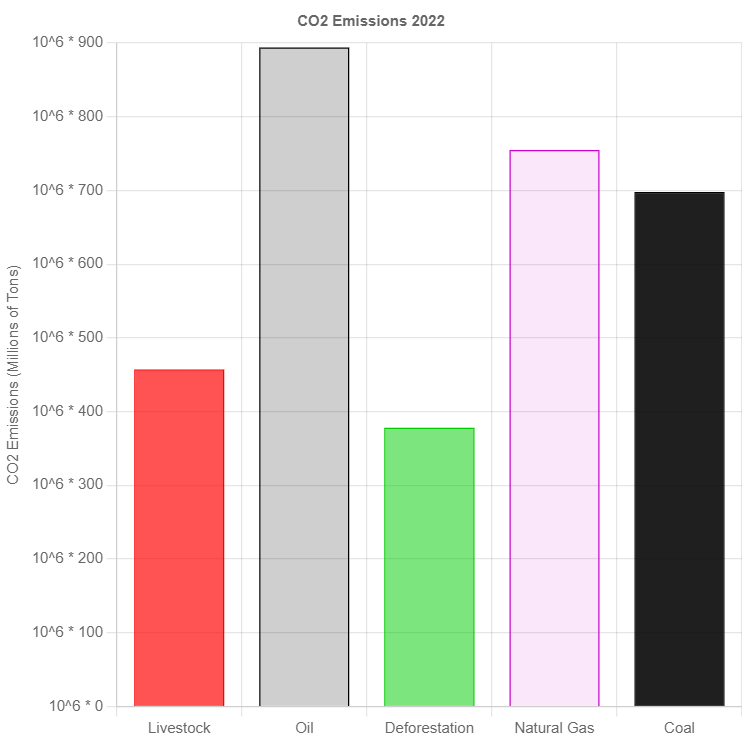 CO2 Emissions 2022
10^6 * 900
10^6 * 800
10^6 * 700
10^6 * 600
10^6 * 500
10^6 * 400
10^6 * 300
10^6 * 200
10^6 * 100
10^6 * 0
CO2 Emissions (Millions of Tons)
Livestock
Oil
Deforestation
Natural Gas
Coal